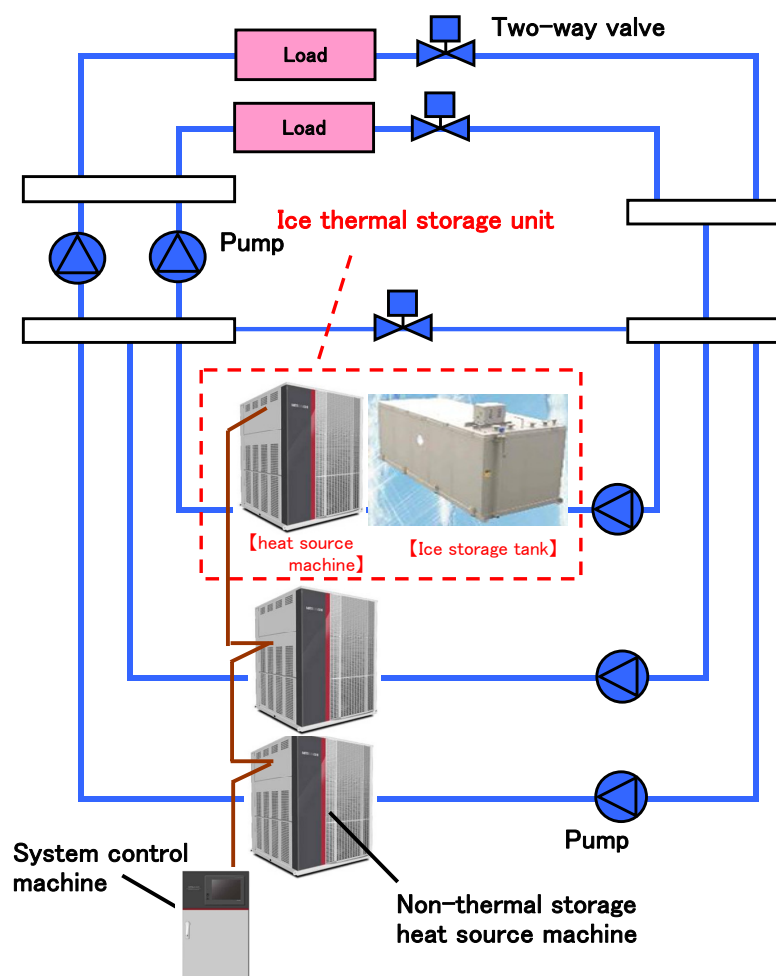 Two-way valve
Load
Load
Ice thermal storage unit
Pump
【heat source
machine】
【Ice storage tank】
Pump
System control
machine
Non-thermal storage
heat source machine